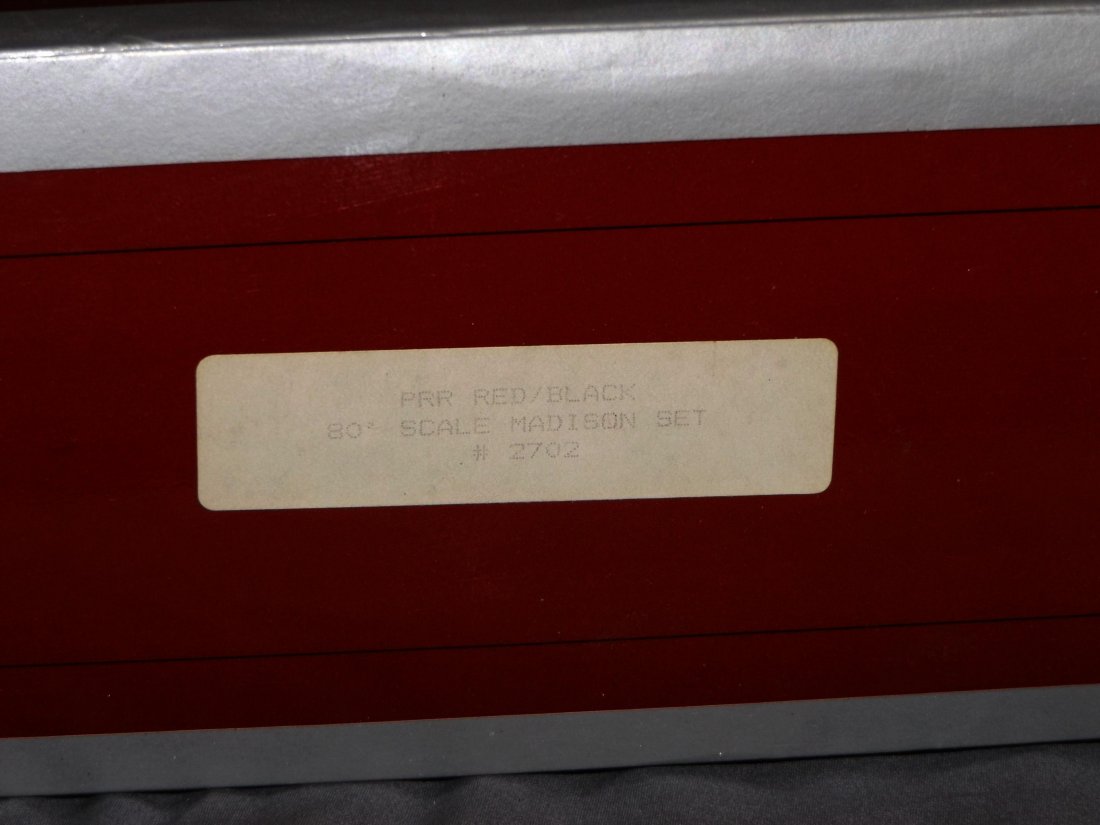 PRR RED/BLACK
80" SCALE MADISON SET
# 2702